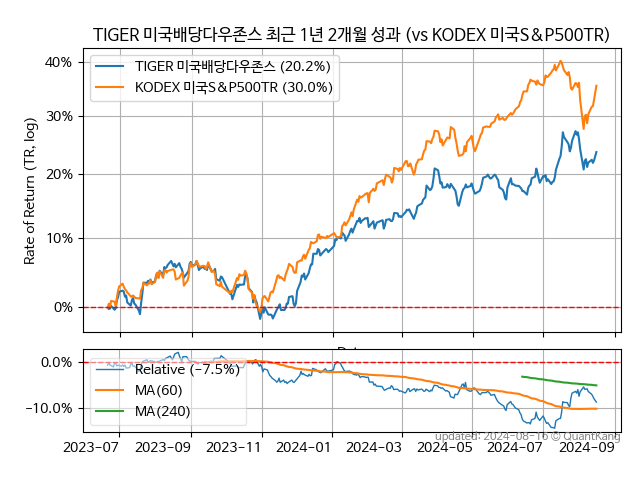 TIGER 미국배당다우존스 최근 1년 2개월 성과 (vs KODEX 미국S&P500TR)
TIGER 미국배당다우존스 (20.2%)
KODEX 미국S&P500TR (30.0%)
Rate of Return (TR, log)
40%
30%
20%
10%
0%
0.0%
−10.0%
Relative (−7.5%)
MA(60)
MA(240)
updated: 2024-08-16 © QuantKang
2023-07
2023-09
2023-11
2024-01
2024-03
2024-05
2024-07
2024-09